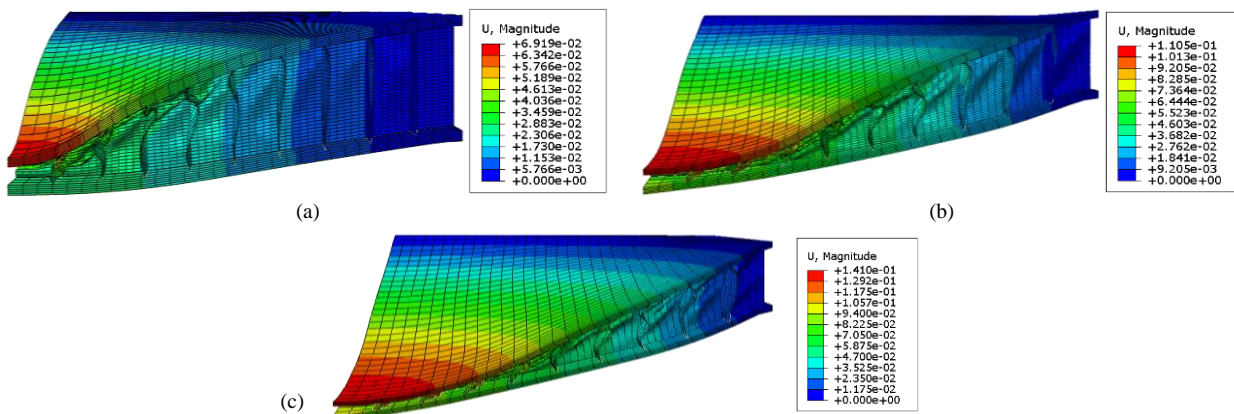 U, Magnitude
+6.919e-02
+6.342e-02
+5.766e-02
+5.189e-02
+4.613e-02
+4.036e-02
+3.459e-02
+2.883e-02
+2.306e-02
+1.730e-02
+1.153e-02
+5.766e-03
+0.000e+00
(a)
U, Magnitude
+1.105e-01
+1.013e-01
+9.205e-02
+8.285e-02
+7.364e-02
+6.444e-02
+5.523e-02
+4.603e-02
+3.682e-02
+2.762e-02
+1.841e-02
+9.205e-03
+0.000e+00
(b)
U, Magnitude
+1.410e-01
+1.292e-01
+1.175e-01
+1.057e-01
+9.400e-02
+8.225e-02
+7.050e-02
+5.875e-02
+4.700e-02
+3.525e-02
+2.350e-02
+1.175e-02
+0.000e+00
(c)